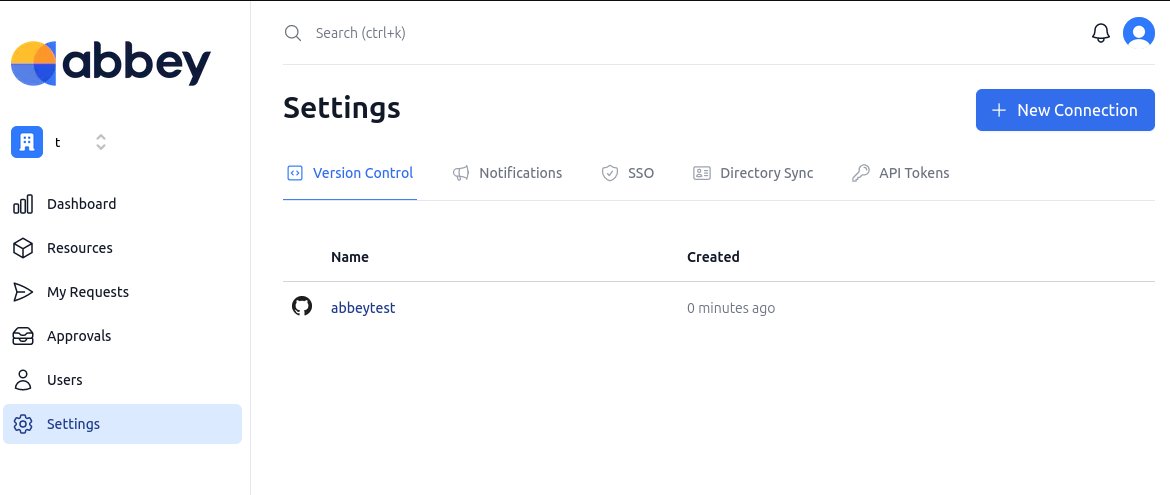 abbey
t
Dashboard
Resources
My Requests
Approvals
Users
Settings
Search (ctrl+k)
Settings
New Connection
Version Control
Notifications
SSO
Directory Sync
API Tokens
Name Created
abbeytest 0 minutes ago